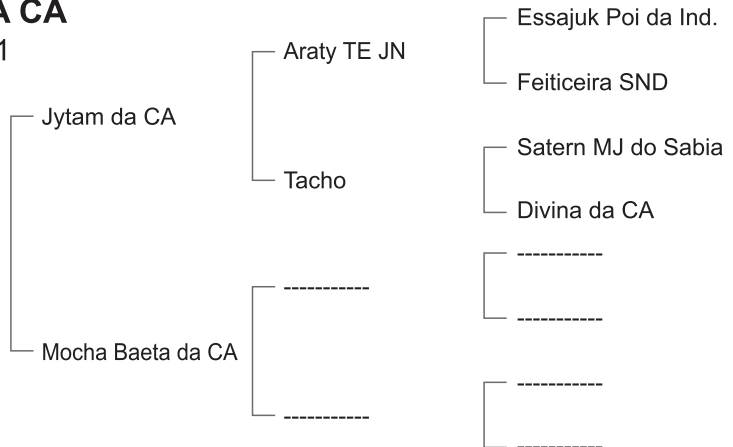 A CA
1
Essajuk Poi da Ind.
Araty TE JN
Feiticeira SND
Jytam da CA
Satern MJ do Sabia
Tacho
Divina da CA
-----------
-----------
-----------
Mocha Baeta da CA
-----------
-----------
-----------